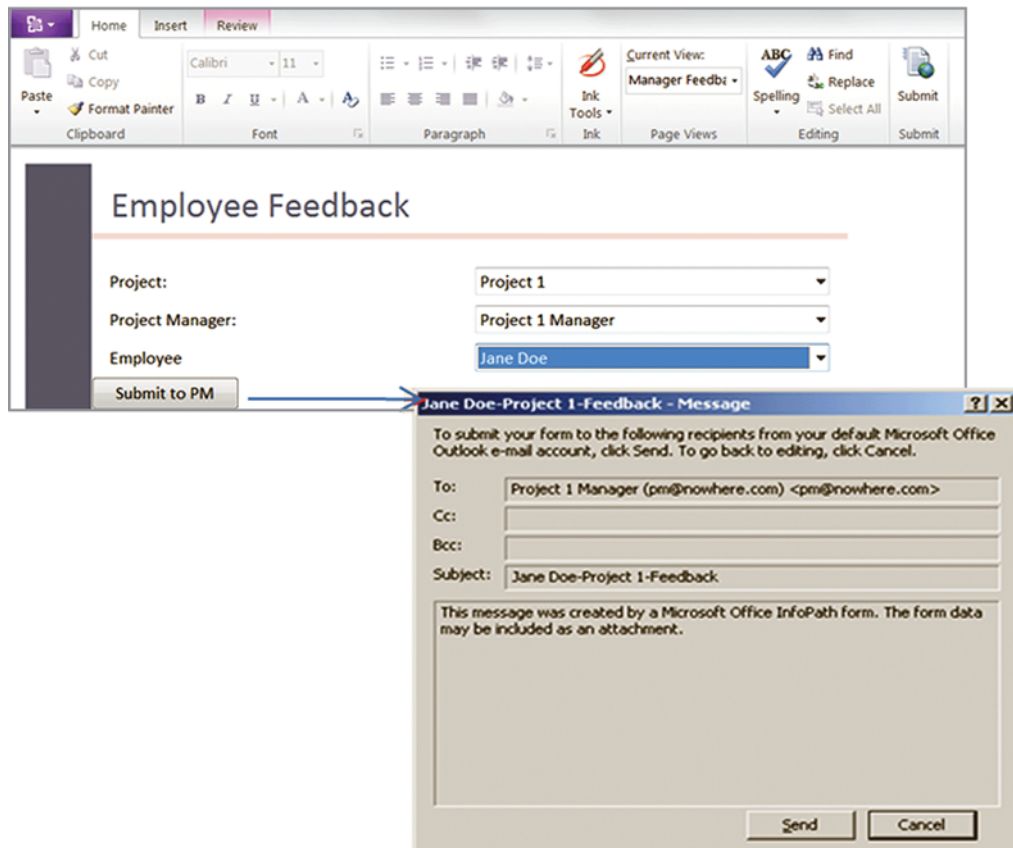 Home Insert Review
Cut
Copy
Format Painter
Paste
Clipboard
Calibri 11
B I U A Ab
Font
Paragraph
Ink
Tools
Ink
Current View:
Manager Feedba
Page Views
ABC
Spelling
Find
Replace
Select All
Editing
Submit
Submit
Employee Feedback
Project: Project 1
Project Manager: Project 1 Manager
Employee Jane Doe
Submit to PM
Jane Doe-Project 1-Feedback - Message ? X
To submit your form to the following recipients from your default Microsoft Office
Outlook e-mail account, click Send. To go back to editing, click Cancel.
To: Project 1 Manager (pm@nowhere.com) <pm@nowhere.com>
Cc:
Bcc:
Subject: Jane Doe-Project 1-Feedback
This message was created by a Microsoft Office InfoPath form. The form data
may be included as an attachment.
Send Cancel